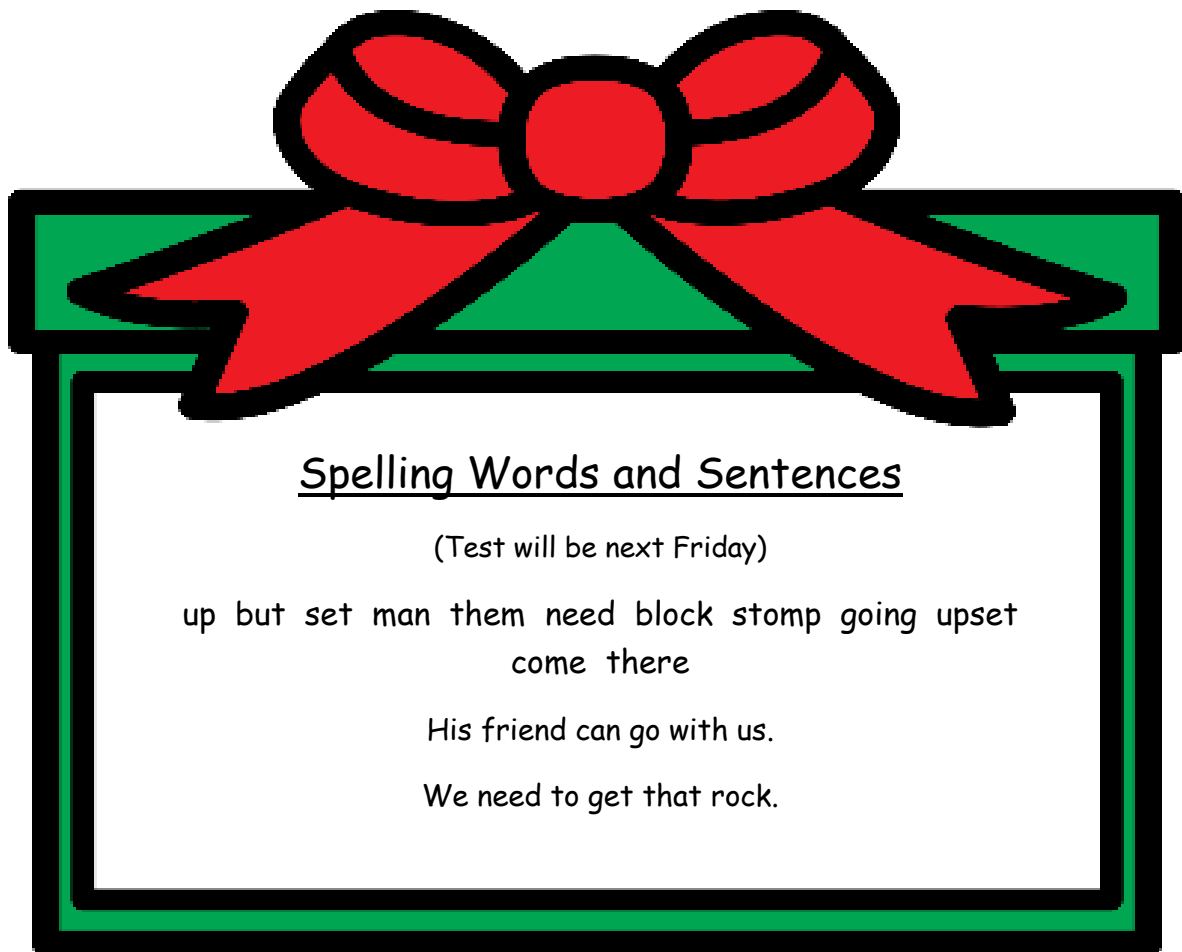 Spelling Words and Sentences
(Test will be next Friday)
up but set man them need block stomp going upset
come there
His friend can go with us.
We need to get that rock.